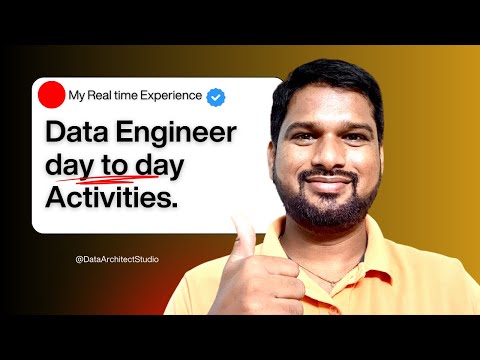 My Real time Experience
Data Engineer
day to day
Activities.
@DataArchitectStudio